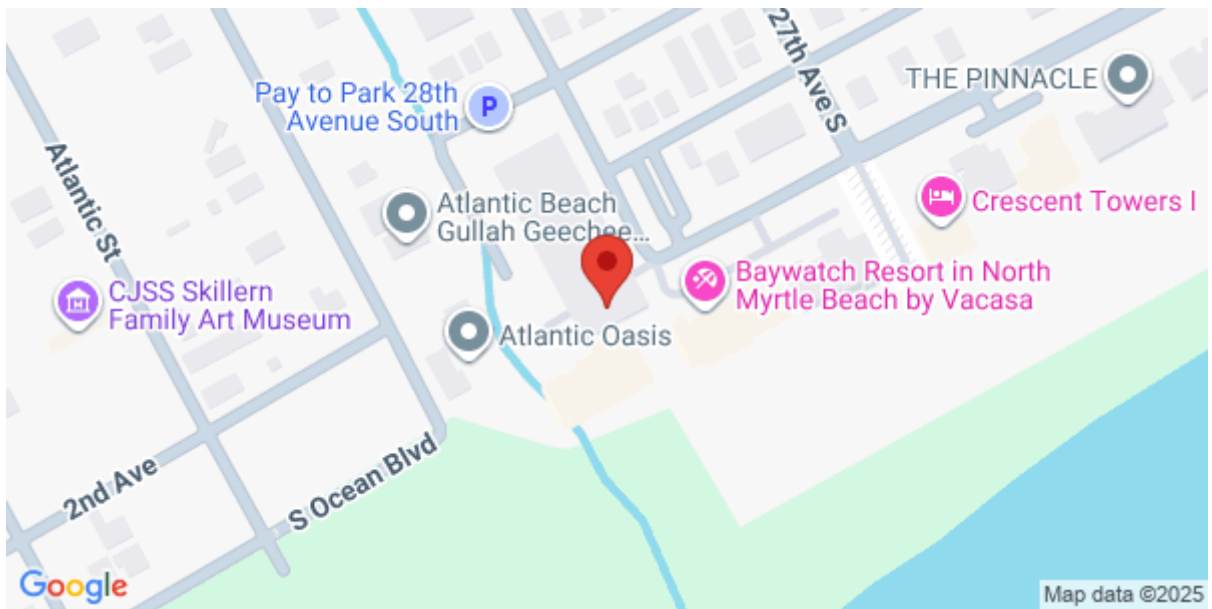 27th Ave S
THE PINNACLE
Pay to Park 28th
Avenue South
P
Atlantic St
Atlantic Beach
Gullah Geechee...
Crescent Towers I
CJSS Skillern
Family Art Museum
Baywatch Resort in North
Myrtle Beach by Vacasa
Atlantic Oasis
2nd Ave
S Ocean Blvd
Google
Map data ©2025